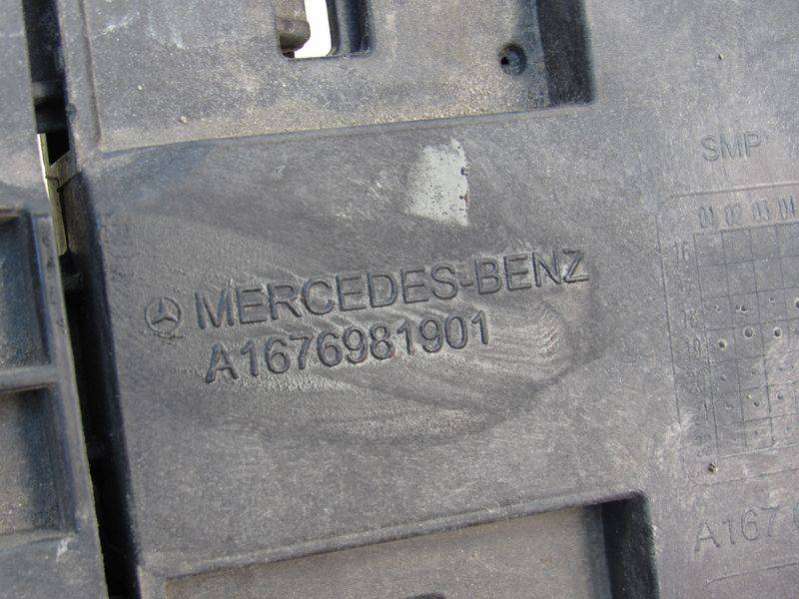 MERCEDES-BENZ
A1676981901
SMP
01 02 03 04
A167